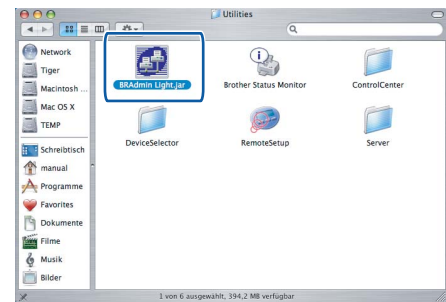 Utilities
Network
Tiger
Macintosh ...
Mac OS X
TEMP
Schreibtisch
manual
Programme
Favorites
Dokumente
Filme
Musik
Bilder
BRAdmin Light.jar
Brother Status Monitor
ControlCenter
DeviceSelector
RemoteSetup
Server
1 von 6 ausgewählt, 394,2 MB verfügbar